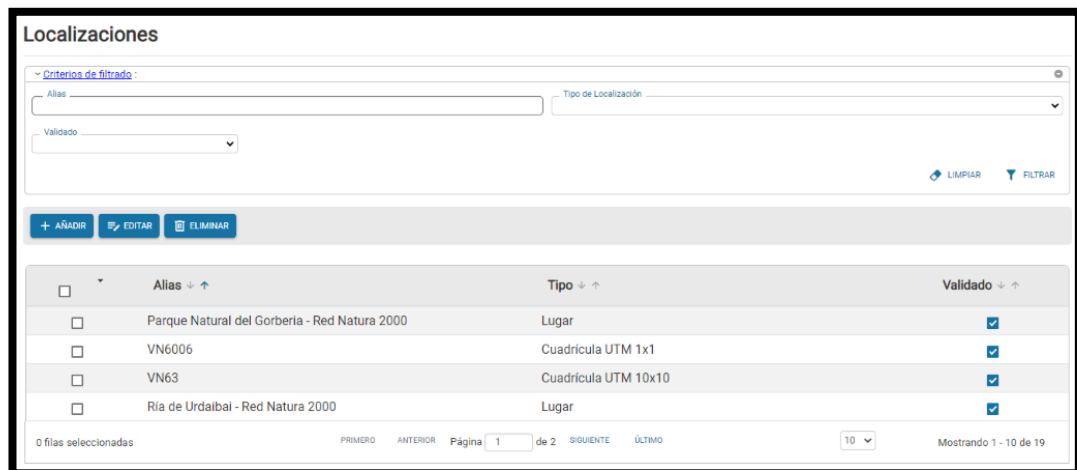 Localizaciones
Criterios de filtrado :
Alias
Tipo de Localización
Validado
LIMPIAR FILTRAR
+ AÑADIR EDITAR ELIMINAR
Alias ↓ ↑ Tipo ↓ ↑ Validado ↓ ↑
Parque Natural del Gorberia - Red Natura 2000 Lugar
VN6006 Cuadrícula UTM 1x1
VN63 Cuadrícula UTM 10x10
Ría de Urdaibai - Red Natura 2000 Lugar
0 filas seleccionadas PRIMERO ANTERIOR Página 1 de 2 SIGUIENTE ÚLTIMO 10 Mostrando 1 - 10 de 19